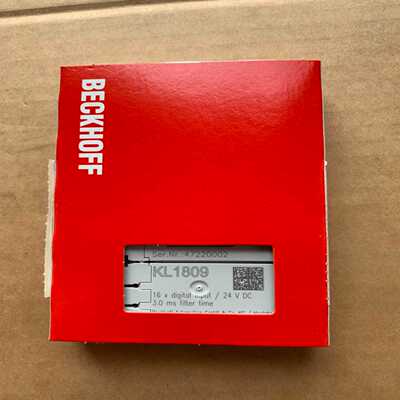 BECKHOFF
Ser.Nr: 47220002
KL1809
16 x digital input / 24 V DC
3.0 ms filter time